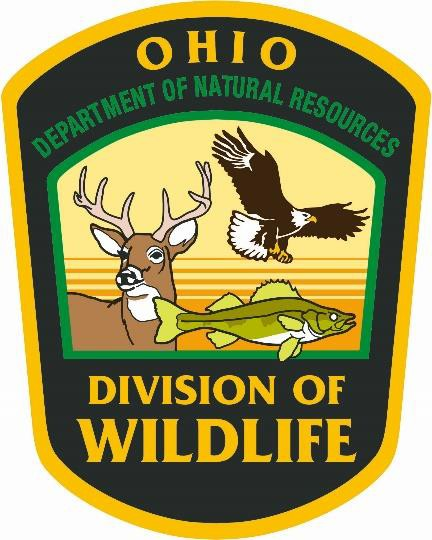 OHIO
DEPARTMENT OF NATURAL RESOURCES
DIVISION OF
WILDLIFE